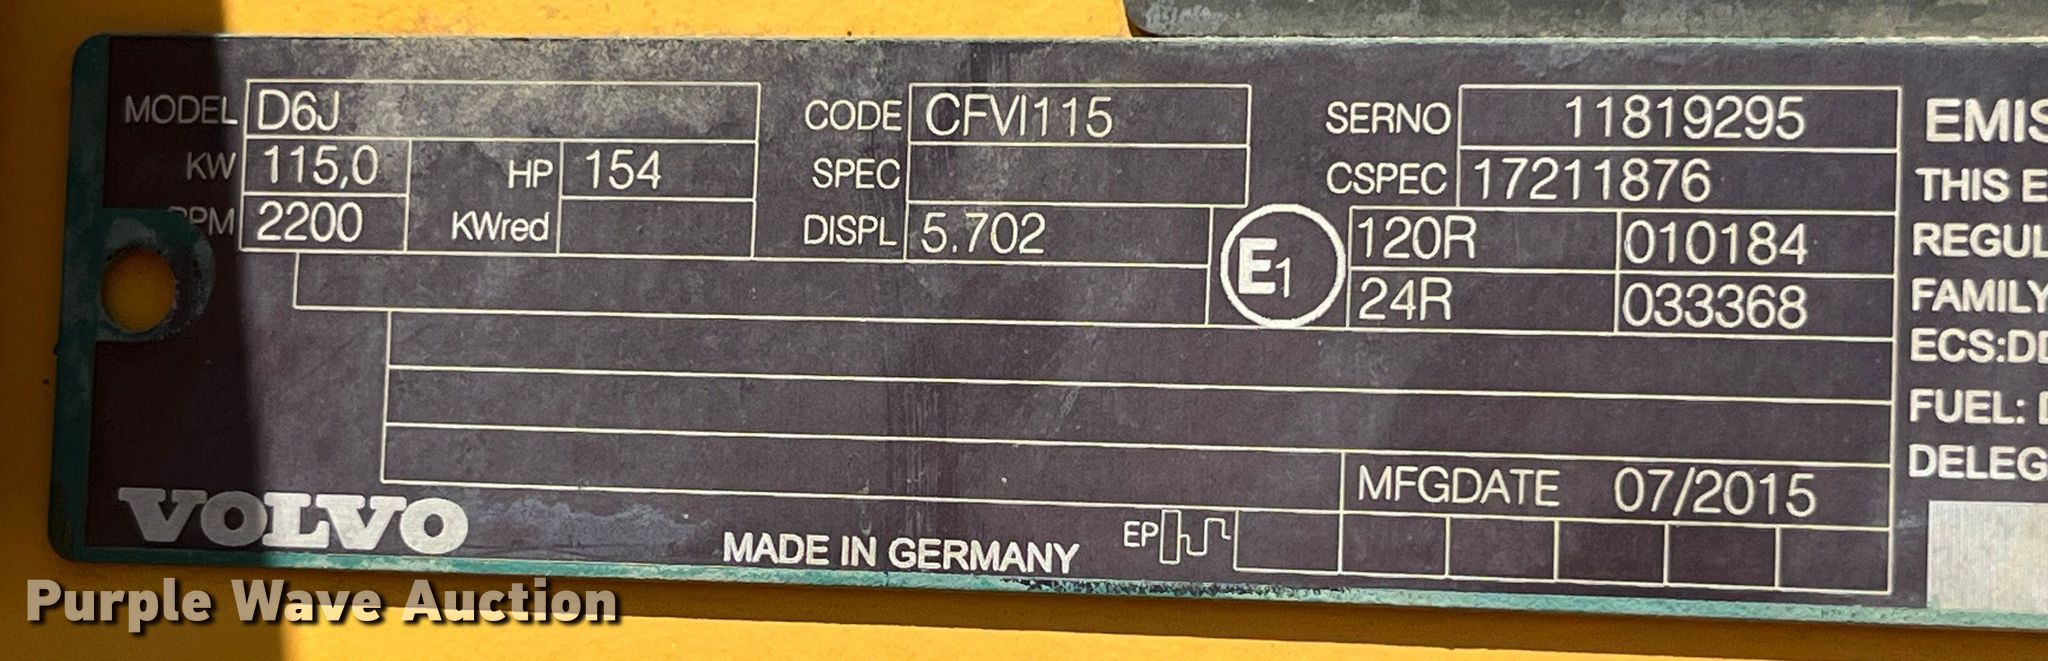 MODEL D6J CODE CFVI115 SERNO 11819295
KW 115,0 HP 154 SPEC CSPEC 17211876
RPM 2200 KWred DISPL 5.702 E1 120R 010184
24R 033368
MFGDATE 07/2015
VOLVO MADE IN GERMANY EP
EMIS
THIS E
REGUL
FAMILY
ECS:DD
FUEL: D
DELEG
Purple Wave Auction